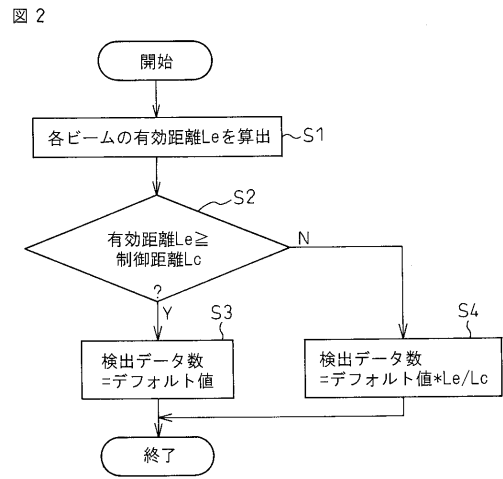 図2
開始
各ビームの有効距離Leを算出
S1
S2
有効距離Le≧
制御距離Lc
?
N
Y
S3
検出データ数
=デフォルト値
S4
検出データ数
=デフォルト値*Le/Lc
終了